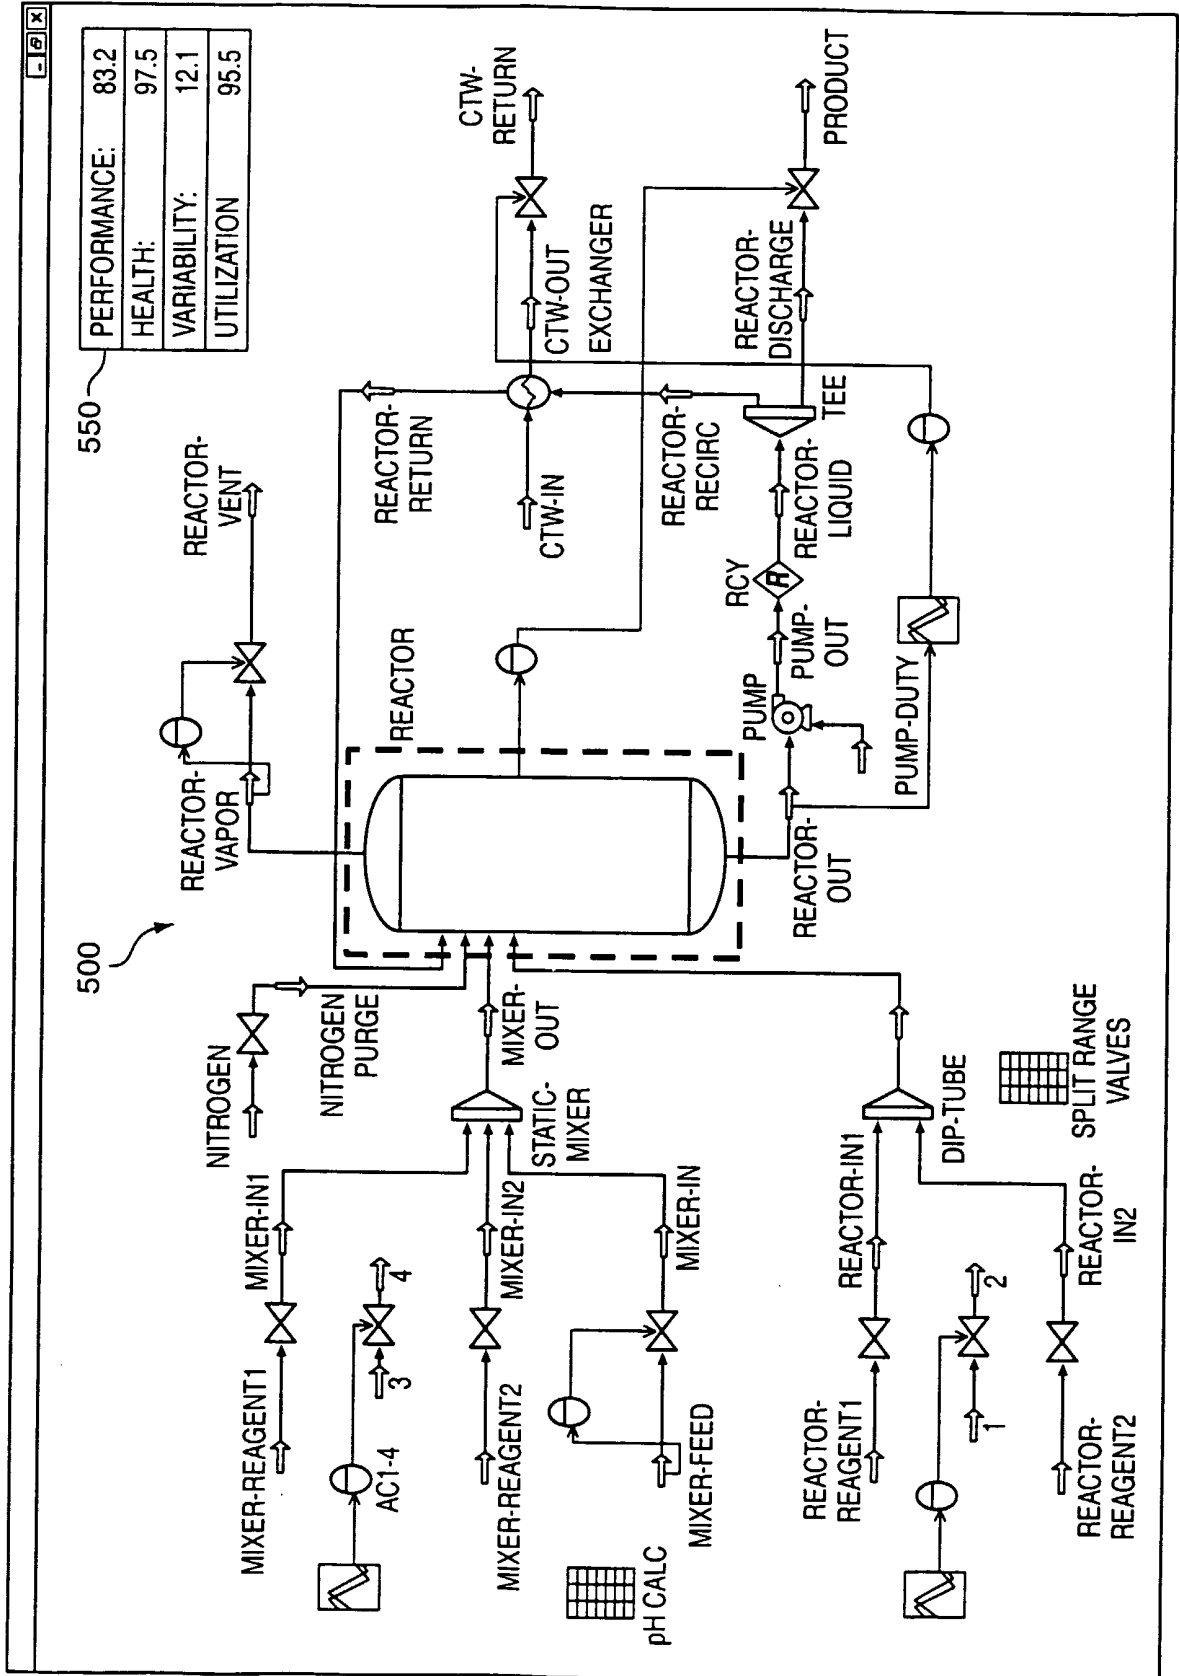 500
550
PERFORMANCE: 83.2
HEALTH: 97.5
VARIABILITY: 12.1
UTILIZATION 95.5
REACTOR-
VENT
REACTOR-
VAPOR
NITROGEN
NITROGEN
PURGE
REACTOR
REACTOR-
RETURN
CTW-
RETURN
CTW-IN
CTW-OUT
EXCHANGER
MIXER-REAGENT1
MIXER-IN1
AC1-4
3
4
MIXER-REAGENT2
MIXER-IN2
STATIC-
MIXER
MIXER-
OUT
pH CALC
MIXER-FEED
MIXER-IN
REACTOR-
RECIRC
REACTOR-
DISCHARGE
PRODUCT
RCY
R
PUMP
PUMP-
OUT
REACTOR-
LIQUID
TEE
REACTOR-
OUT
PUMP-DUTY
REACTOR-
REAGENT1
REACTOR-IN1
DIP-TUBE
1
2
REACTOR-
REAGENT2
REACTOR-
IN2
SPLIT RANGE
VALVES